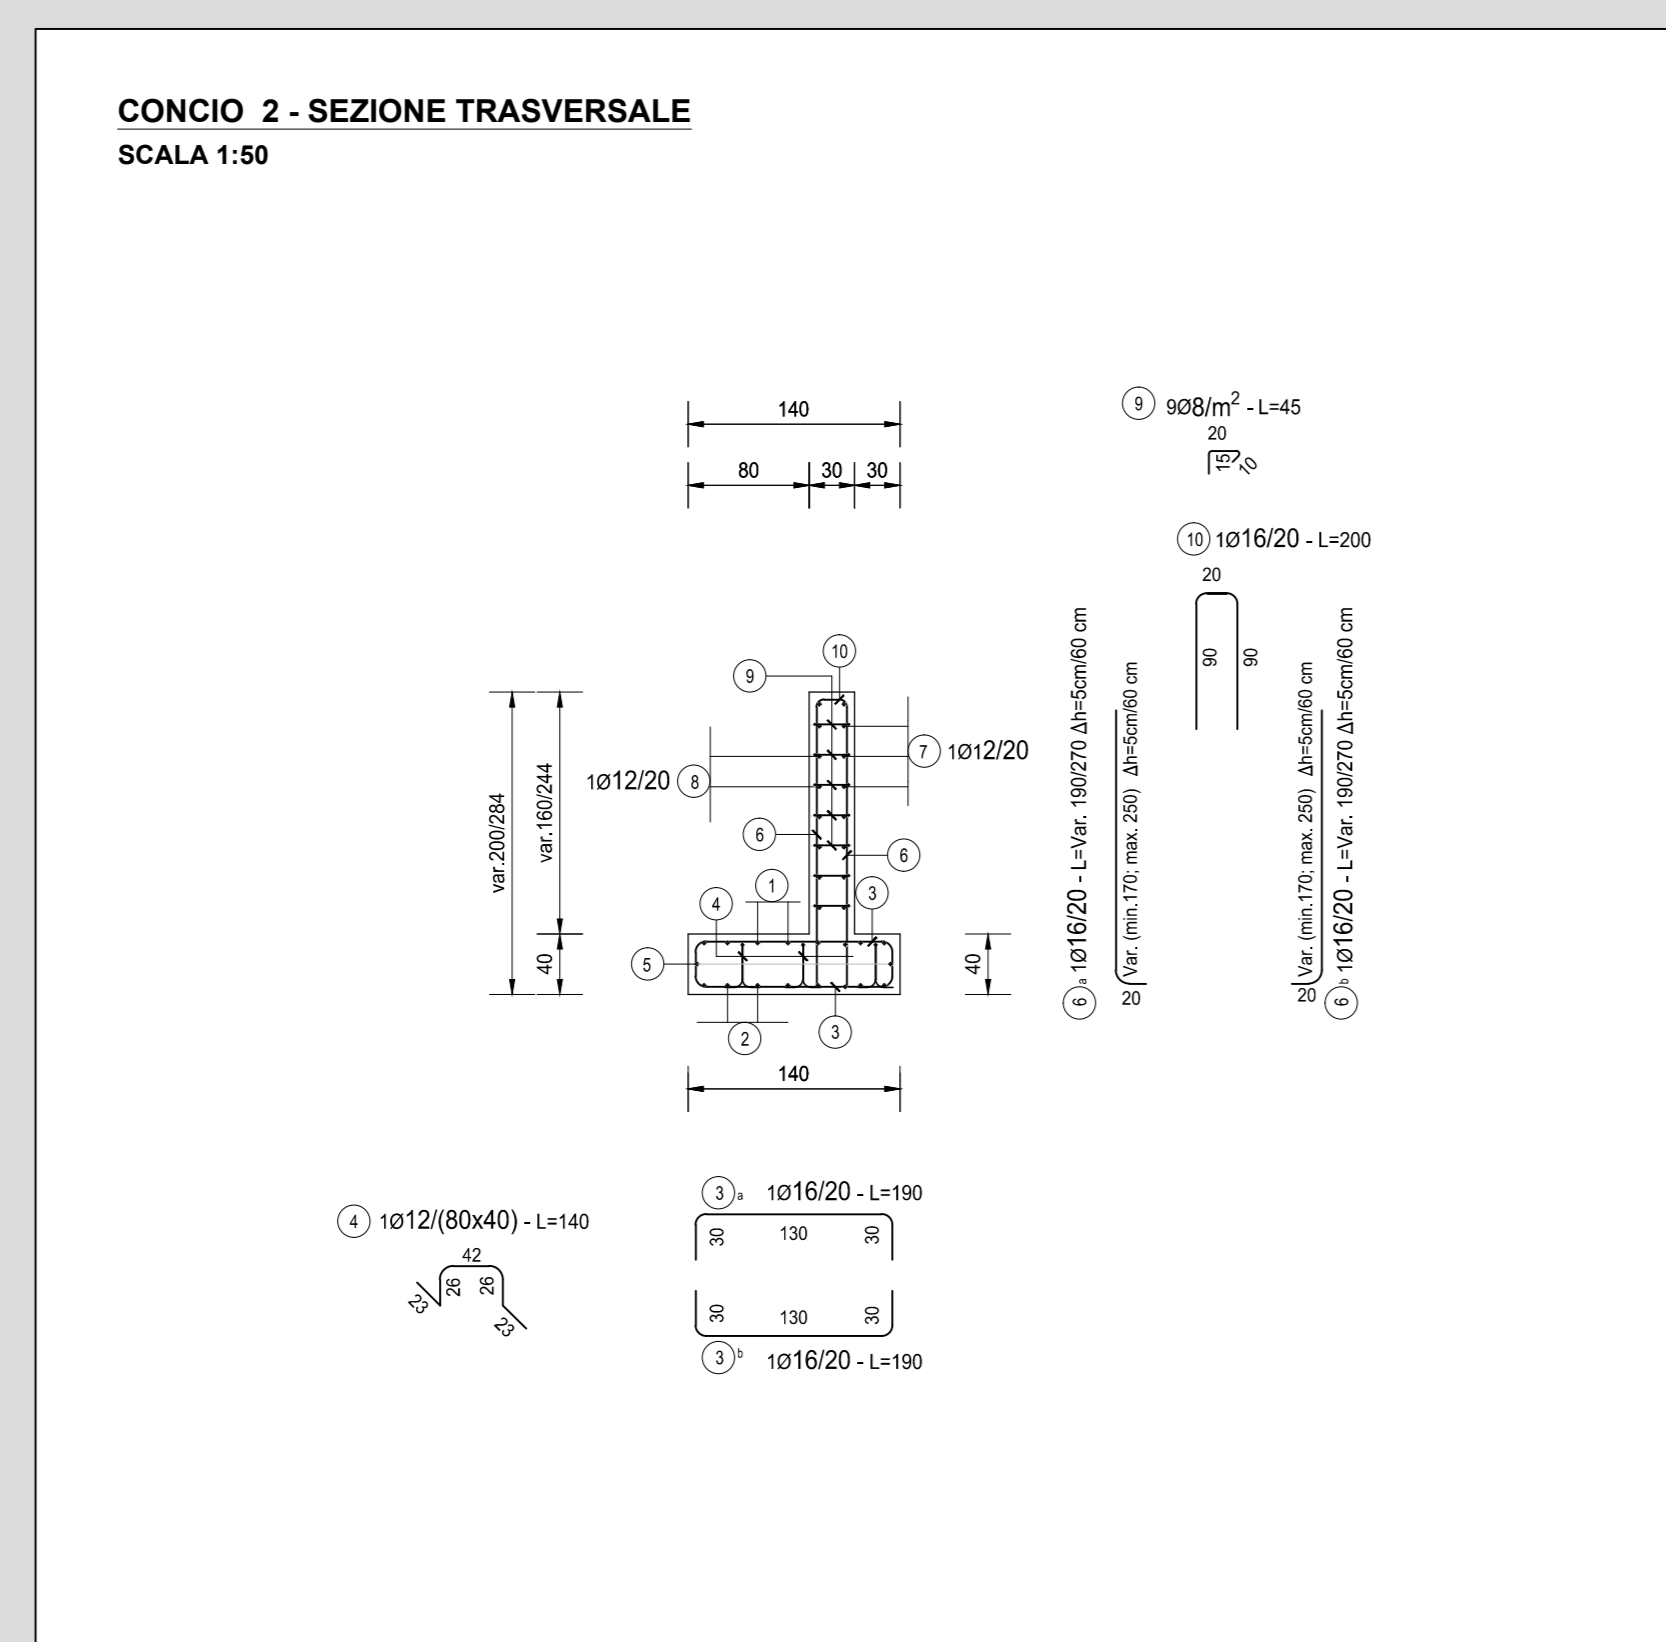 CONCIO 2 - SEZIONE TRASVERSALE
SCALA 1:50
140
80 30 30
9 9Ø8/m² - L=45
20
15 10
10 1Ø16/20 - L=200
20
90 90
6 a 1Ø16/20 - L=Var. 190/270 Δh=5cm/60 cm
Var. (min.170; max. 250) Δh=5cm/60 cm
20
Var. (min.170; max. 250) Δh=5cm/60 cm
20
6 b 1Ø16/20 - L=Var. 190/270 Δh=5cm/60 cm
10
9
7 1Ø12/20
1Ø12/20 8
var.200/284
var.160/244
6
6
1
3
4
5
40
40
2
3
140
3 a 1Ø16/20 - L=190
30 130 30
30 130 30
3 b 1Ø16/20 - L=190
4 1Ø12/(80x40) - L=140
42
23 26 26 23